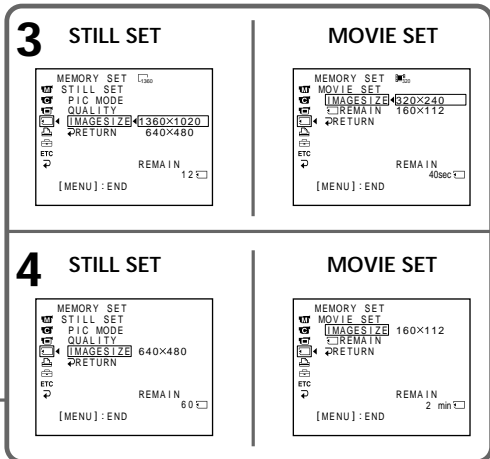 3 STILL SET
MEMORY SET 1360
STILL SET
PIC MODE
QUALITY
IMAGESIZE 1360×1020
RETURN 640×480
ETC
REMAIN
12
[MENU] : END
MOVIE SET
MEMORY SET 320
MOVIE SET
IMAGESIZE 320×240
REMAIN 160×112
RETURN
ETC
REMAIN
40sec
[MENU] : END
4 STILL SET
MEMORY SET
STILL SET
PIC MODE
QUALITY
IMAGESIZE 640×480
RETURN
ETC
REMAIN
60
[MENU] : END
MOVIE SET
MEMORY SET
MOVIE SET
IMAGESIZE 160×112
REMAIN
RETURN
ETC
REMAIN
2 min
[MENU] : END